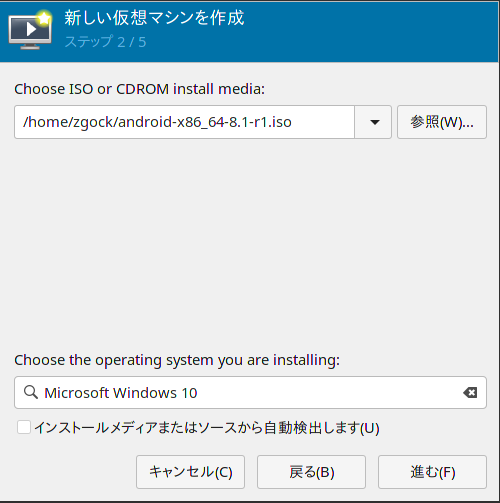 新しい仮想マシンを作成
ステップ 2 / 5
Choose ISO or CDROM install media:
/home/zgock/android-x86_64-8.1-r1.iso
参照(W)...
Choose the operating system you are installing:
Microsoft Windows 10
インストールメディアまたはソースから自動検出します(U)
キャンセル(C) 戻る(B) 進む(F)